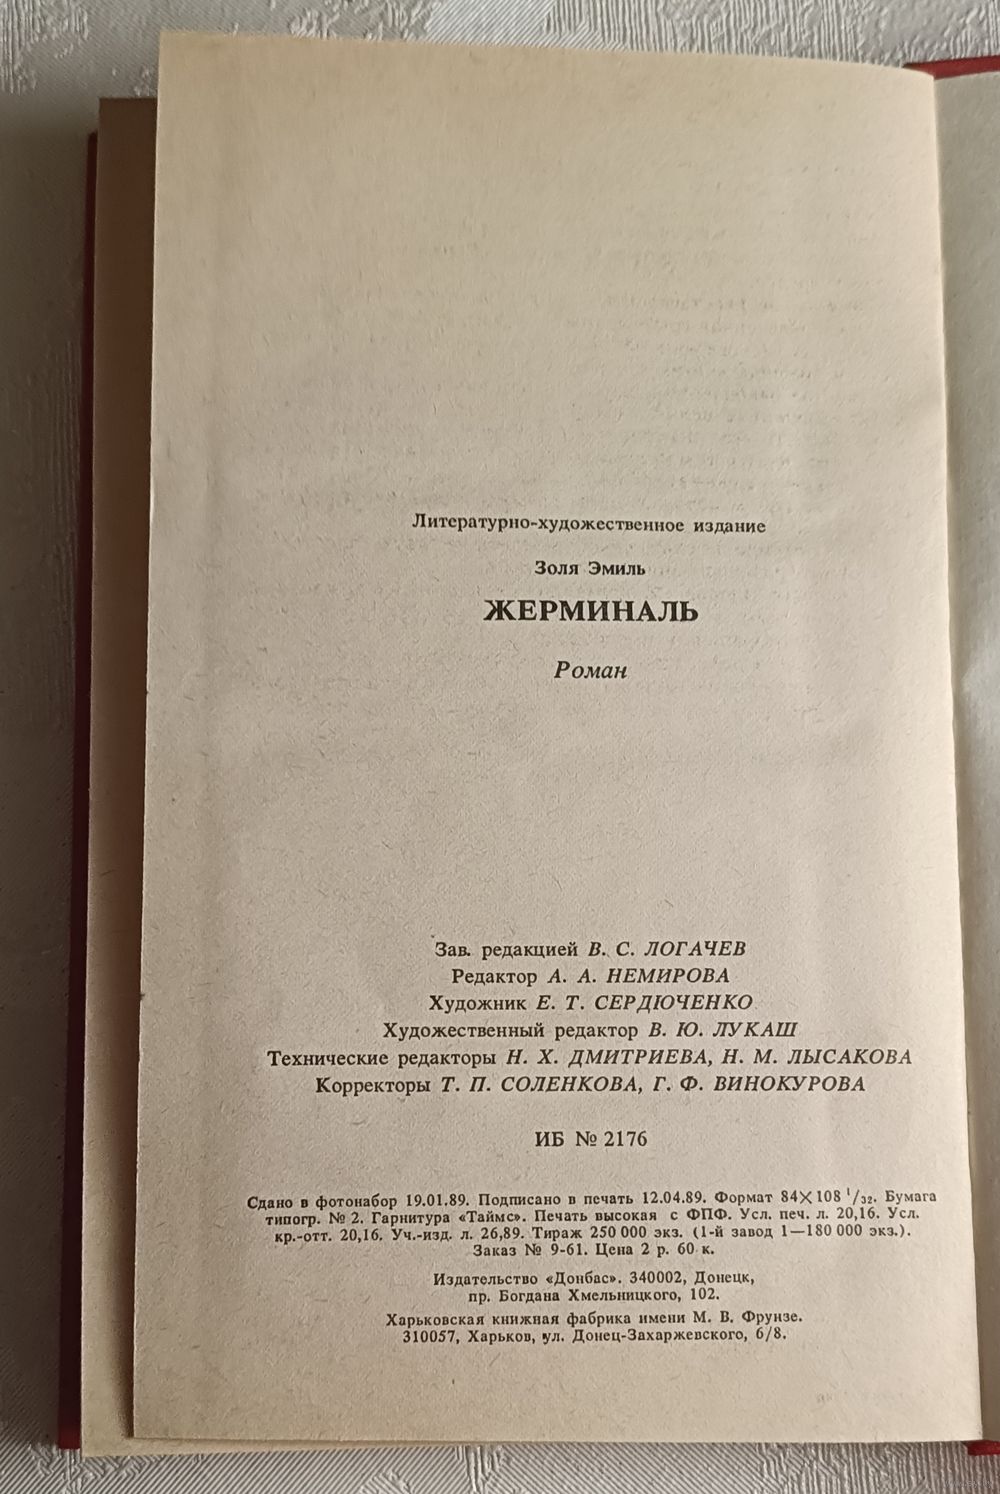 Литературно-художественное издание
Золя Эмиль
ЖЕРМИНАЛЬ
Роман
Зав. редакцией В. С. ЛОГАЧЕВ
Редактор А. А. НЕМИРОВА
Художник Е. Т. СЕРДЮЧЕНКО
Художественный редактор В. Ю. ЛУКАШ
Технические редакторы Н. Х. ДМИТРИЕВА, Н. М. ЛЫСАКОВА
Корректоры Т. П. СОЛЕНКОВА, Г. Ф. ВИНОКУРОВА
ИБ № 2176
Сдано в фотонабор 19.01.89. Подписано в печать 12.04.89. Формат 84×108 1/32. Бумага
типогр. № 2. Гарнитура «Таймс». Печать высокая с ФПФ. Усл. печ. л. 20,16. Усл.
кр.-отт. 20,16. Уч.-изд. л. 26,89. Тираж 250 000 экз. (1-й завод 1—180 000 экз.).
Заказ № 9-61. Цена 2 р. 60 к.
Издательство «Донбас». 340002, Донецк,
пр. Богдана Хмельницкого, 102.
Харьковская книжная фабрика имени М. В. Фрунзе.
310057, Харьков, ул. Донец-Захаржевского, 6/8.